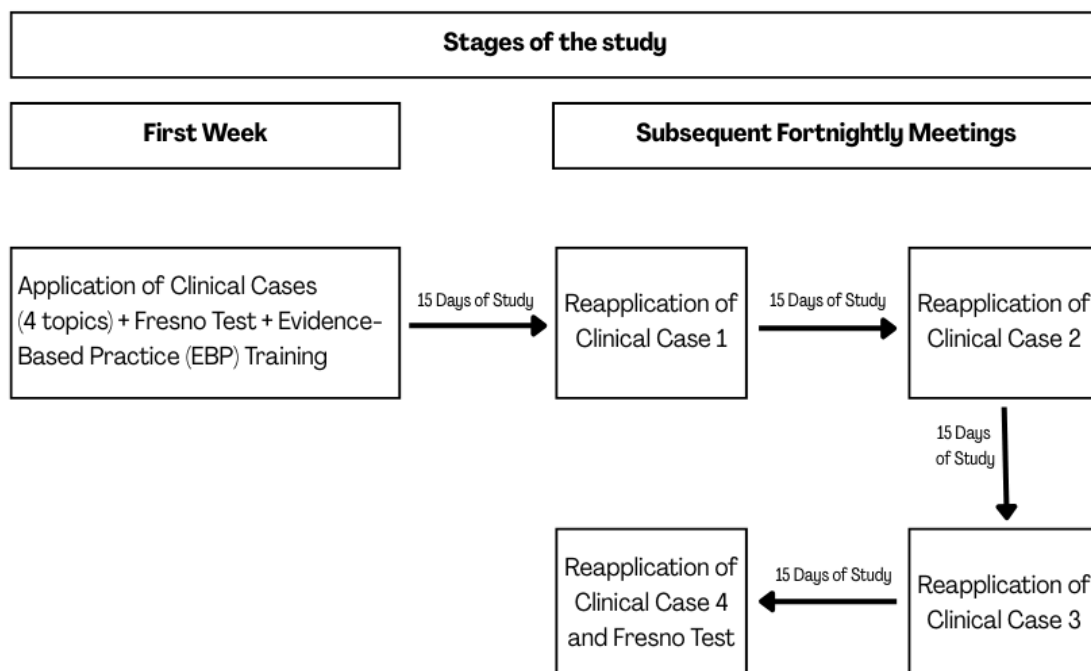 Stages of the study
First Week
Subsequent Fortnightly Meetings
Application of Clinical Cases
(4 topics) + Fresno Test + Evidence-
Based Practice (EBP) Training
15 Days of Study
Reapplication of
Clinical Case 1
15 Days of Study
Reapplication of
Clinical Case 2
15 Days
of Study
Reapplication of
Clinical Case 3
15 Days of Study
Reapplication of
Clinical Case 4
and Fresno Test